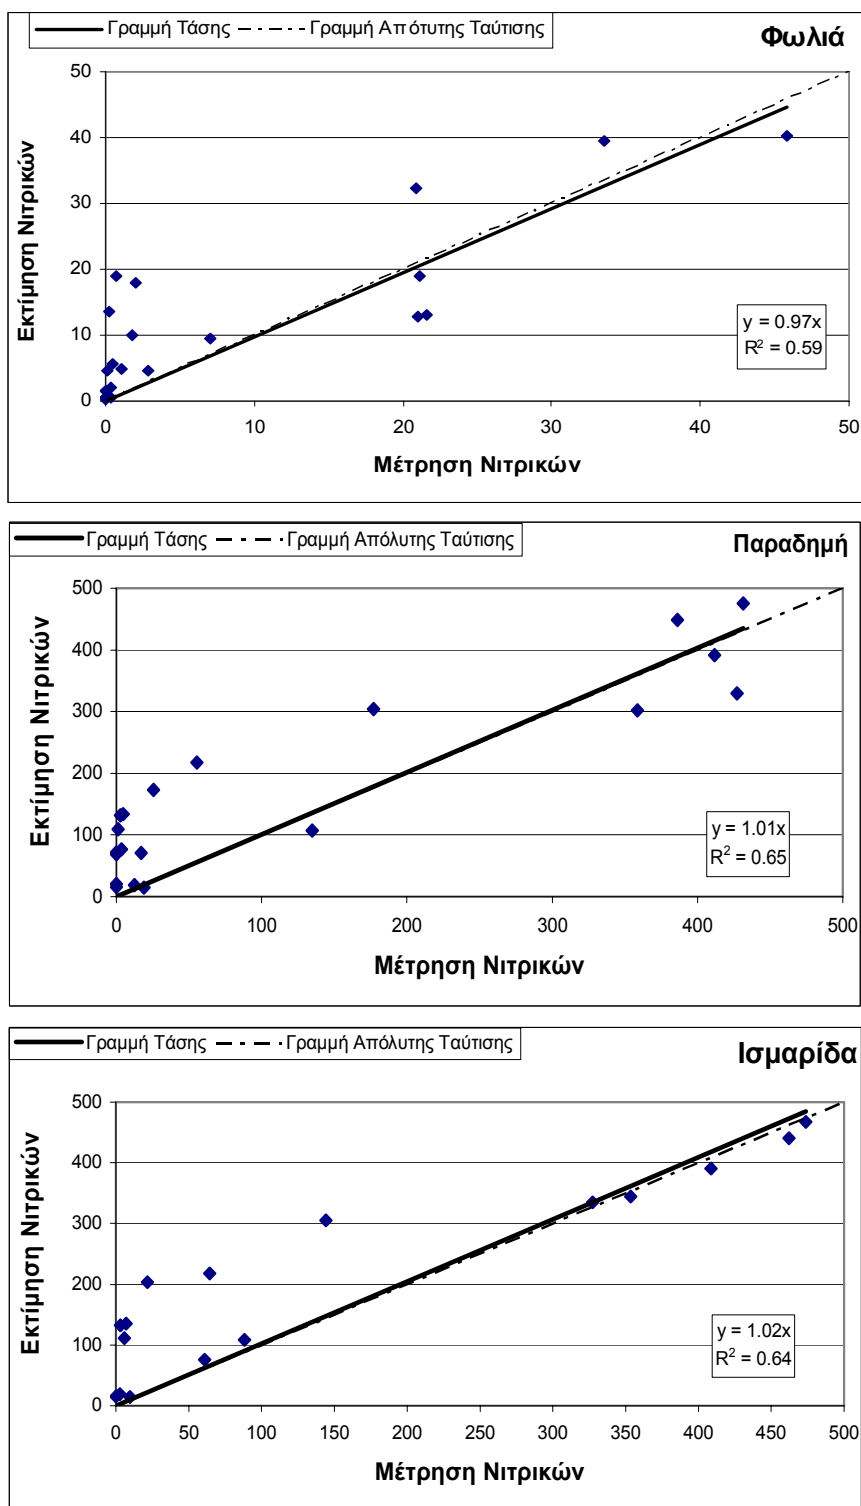 Γραμμή Τάσης Γραμμή Απότυτης Ταύτισης
Φωλιά
50
40
30
20
10
0
Εκτίμηση Νιτρικών
y = 0.97x
R² = 0.59
0 10 20 30 40 50
Μέτρηση Νιτρικών
Γραμμή Τάσης Γραμμή Απόλυτης Ταύτισης
Παραδημή
500
400
300
200
100
0
Εκτίμηση Νιτρικών
y = 1.01x
R² = 0.65
0 100 200 300 400 500
Μέτρηση Νιτρικών
Γραμμή Τάσης Γραμμή Απόλυτης Ταύτισης
Ισμαρίδα
500
400
300
200
100
0
Εκτίμηση Νιτρικών
y = 1.02x
R² = 0.64
0 50 100 150 200 250 300 350 400 450 500
Μέτρηση Νιτρικών